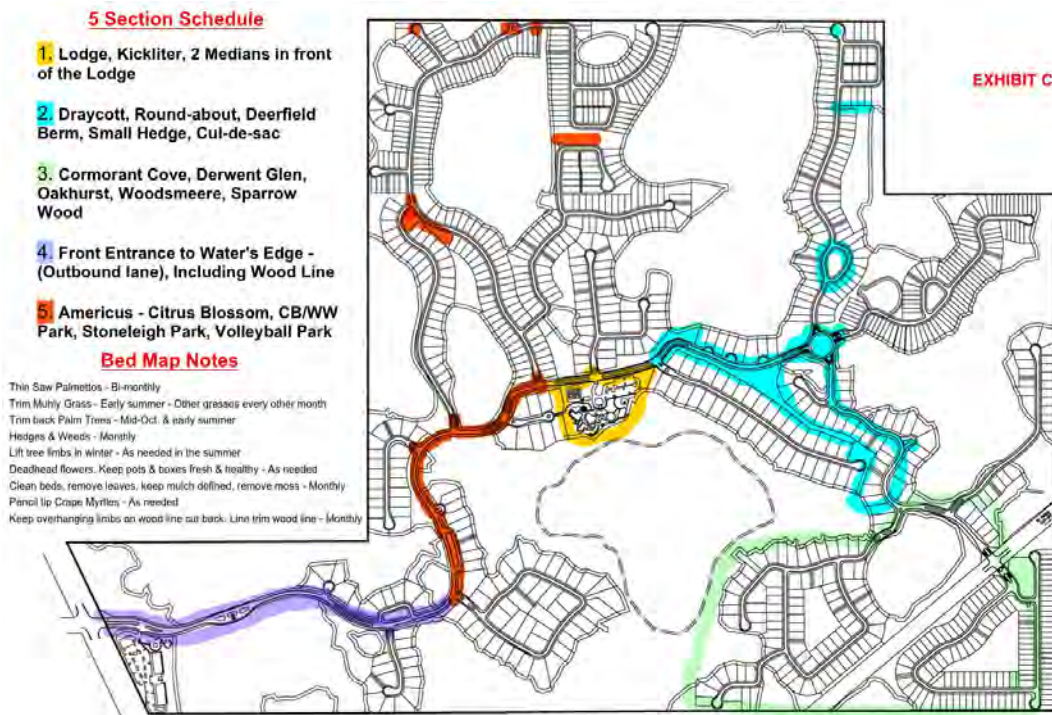 5 Section Schedule
1. Lodge, Kickliter, 2 Medians in front
of the Lodge
2. Draycott, Round-about, Deerfield
Berm, Small Hedge, Cul-de-sac
3. Cormorant Cove, Derwent Glen,
Oakhurst, Woodsmeere, Sparrow
Wood
4. Front Entrance to Water's Edge -
(Outbound lane), Including Wood Line
5. Americus - Citrus Blossom, CB/WW
Park, Stoneleigh Park, Volleyball Park
Bed Map Notes
Thin Saw Palmettos - Bi-monthly
Trim Muhly Grass - Early summer - Other grasses every other month
Trim back Palm Trees - Mid-Oct. & early summer
Hedges & Weeds - Monthly
Lift tree limbs in winter - As needed in the summer
Deadhead flowers. Keep pots & boxes fresh & healthy - As needed
Clean beds, remove leaves, keep mulch defined, remove moss - Monthly
Pencil tip Crape Myrtles - As needed
Keep overhanging limbs on wood line cut back. Line trim wood line - Monthly
EXHIBIT C